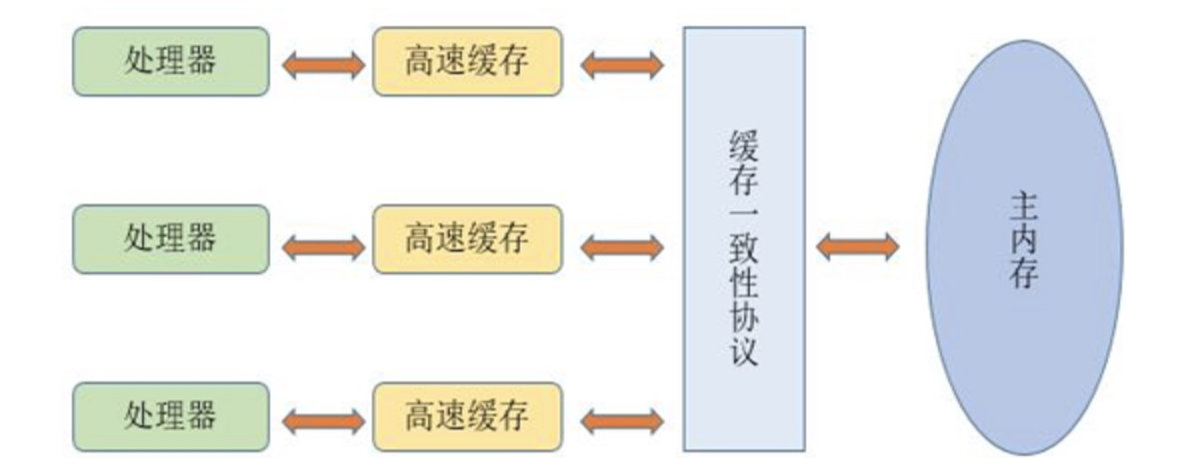 处理器
高速缓存
处理器
高速缓存
处理器
高速缓存
缓存一致性协议
主内存